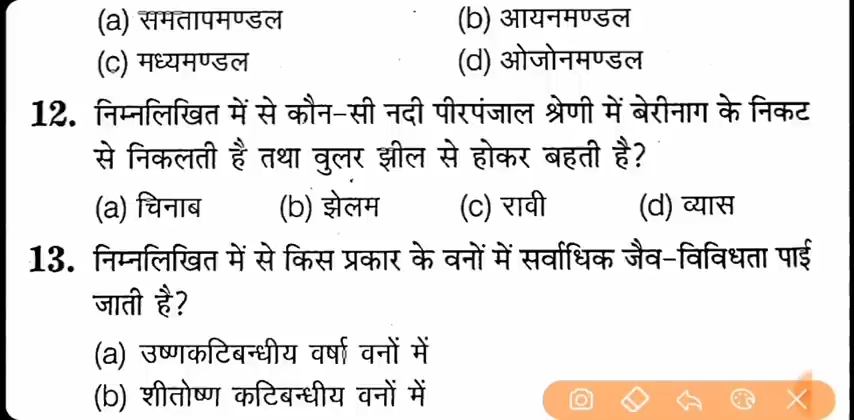 (a) समतापमण्डल (b) आयनमण्डल
(c) मध्यमण्डल (d) ओजोनमण्डल
12. निम्नलिखित में से कौन-सी नदी पीरपंजाल श्रेणी में बेरीनाग के निकट
से निकलती है तथा वुलर झील से होकर बहती है?
(a) चिनाब (b) झेलम (c) रावी (d) व्यास
13. निम्नलिखित में से किस प्रकार के वनों में सर्वाधिक जैव-विविधता पाई
जाती है?
(a) उष्णकटिबन्धीय वर्षा वनों में
(b) शीतोष्ण कटिबन्धीय वनों में